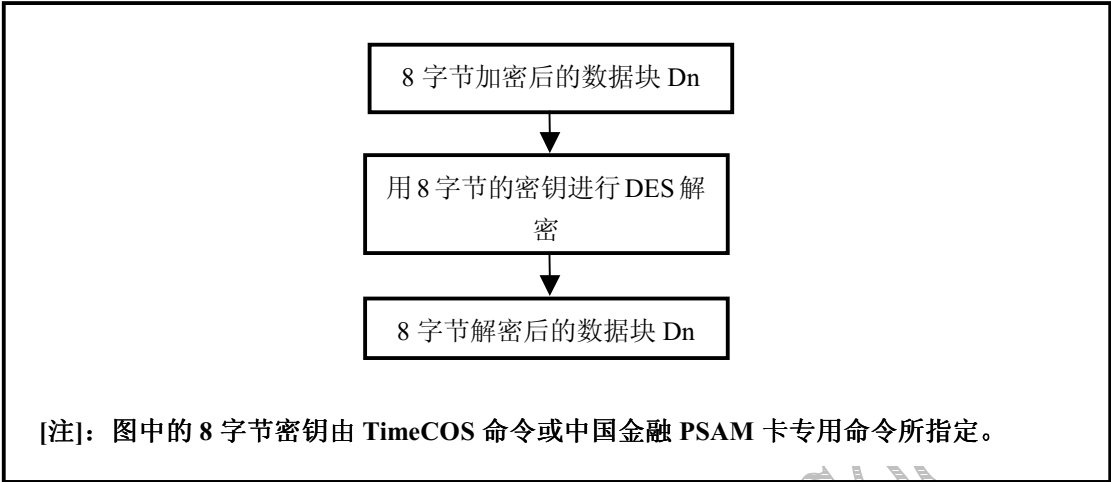 8 字节加密后的数据块 Dn
用 8 字节的密钥进行 DES 解
密
8 字节解密后的数据块 Dn
[注]：图中的 8 字节密钥由 TimeCOS 命令或中国金融 PSAM 卡专用命令所指定。